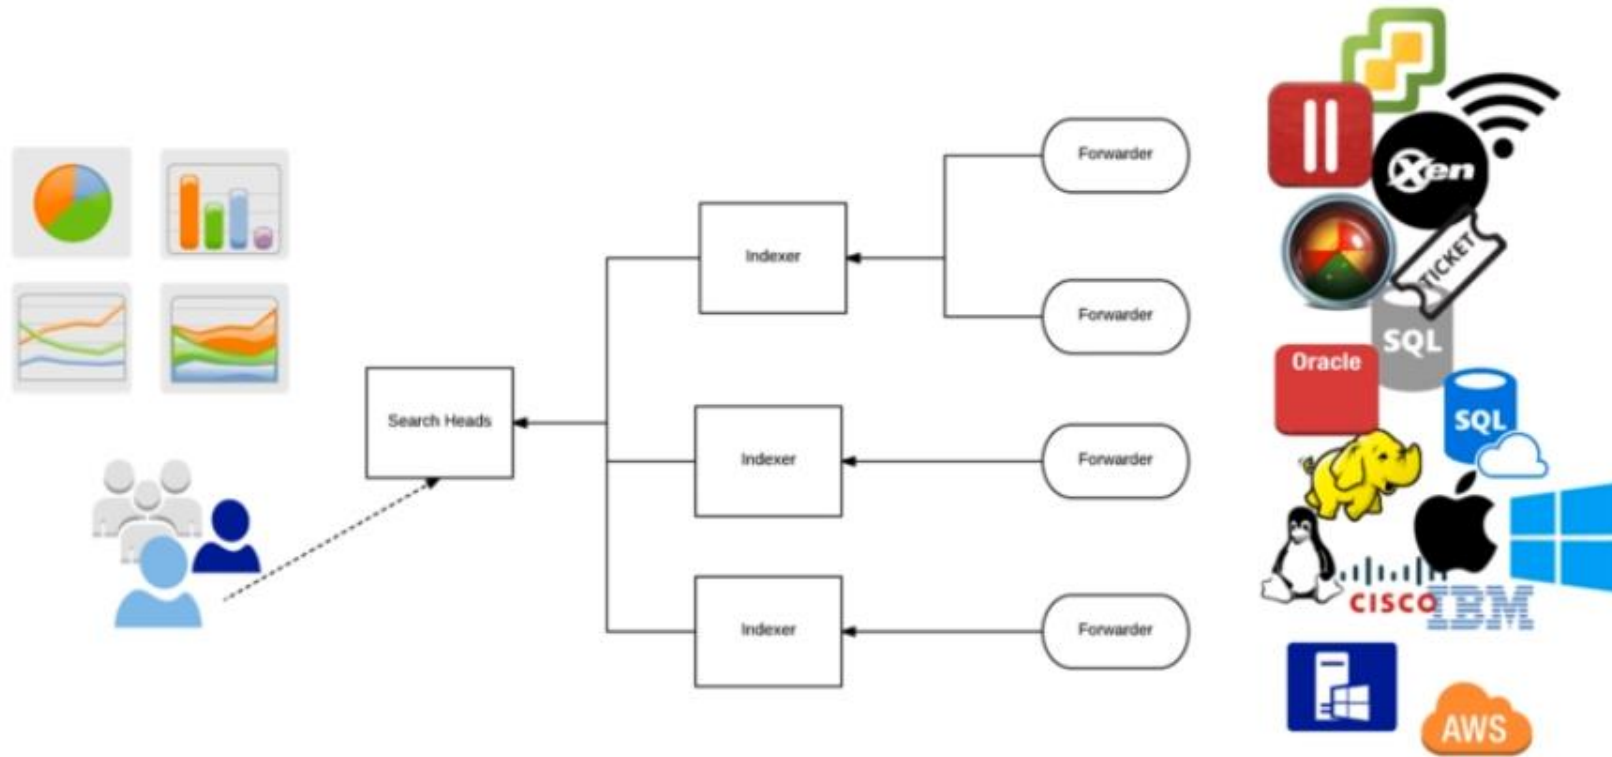 Forwarder
Xen
Indexer
TICKET
Forwarder
SQL
Oracle
Search Heads
SQL
Indexer
Forwarder
CISCO
IBM
Indexer
Forwarder
AWS